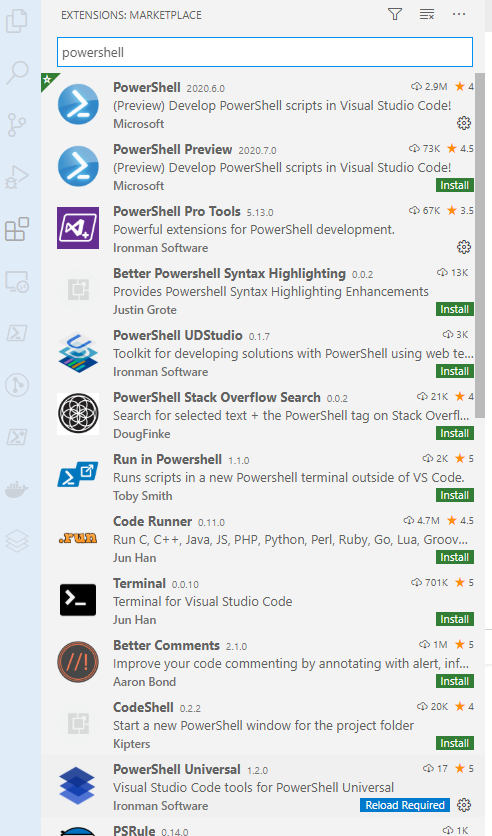 EXTENSIONS: MARKETPLACE
powershell
PowerShell 2020.6.0 2.9M 4
(Preview) Develop PowerShell scripts in Visual Studio Code!
Microsoft
PowerShell Preview 2020.7.0 73K 4.5
(Preview) Develop PowerShell scripts in Visual Studio Code!
Microsoft Install
PowerShell Pro Tools 5.13.0 67K 3.5
Powerful extensions for PowerShell development.
Ironman Software
Better Powershell Syntax Highlighting 0.0.2 13K
Provides Powershell Syntax Highlighting Enhancements
Justin Grote Install
PowerShell UDStudio 0.1.7 3K
Toolkit for developing solutions with PowerShell using web te...
Ironman Software Install
PowerShell Stack Overflow Search 0.0.2 21K 4
Search for selected text + the PowerShell tag on Stack Overfl...
DougFinke Install
Run in Powershell 1.1.0 2K 5
Runs scripts in a new Powershell terminal outside of VS Code.
Toby Smith Install
.run
Code Runner 0.11.0 4.7M 4.5
Run C, C++, Java, JS, PHP, Python, Perl, Ruby, Go, Lua, Groov...
Jun Han Install
Terminal 0.0.10 701K 5
Terminal for Visual Studio Code
Jun Han Install
//!
Better Comments 2.1.0 1M 5
Improve your code commenting by annotating with alert, inf...
Aaron Bond Install
CodeShell 0.2.2 20K 4
Start a new PowerShell window for the project folder
Kipters Install
PowerShell Universal 1.2.0 17 5
Visual Studio Code tools for PowerShell Universal
Ironman Software Reload Required
PSRule 0.14.0 1K